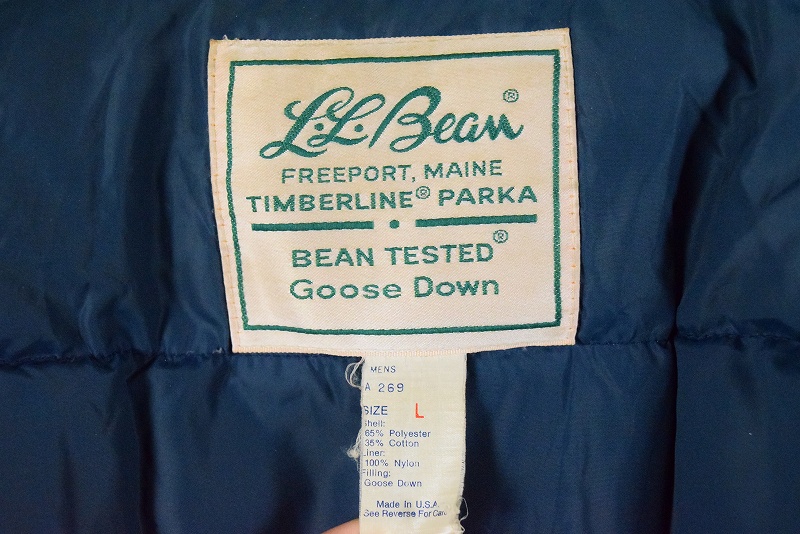 L.L.Bean®
FREEPORT, MAINE
TIMBERLINE® PARKA
BEAN TESTED®
Goose Down
MENS
A 269
SIZE L
Shell:
65% Polyester
35% Cotton
Liner:
100% Nylon
Filling:
Goose Down
Made in U.S.A.
See Reverse For Care